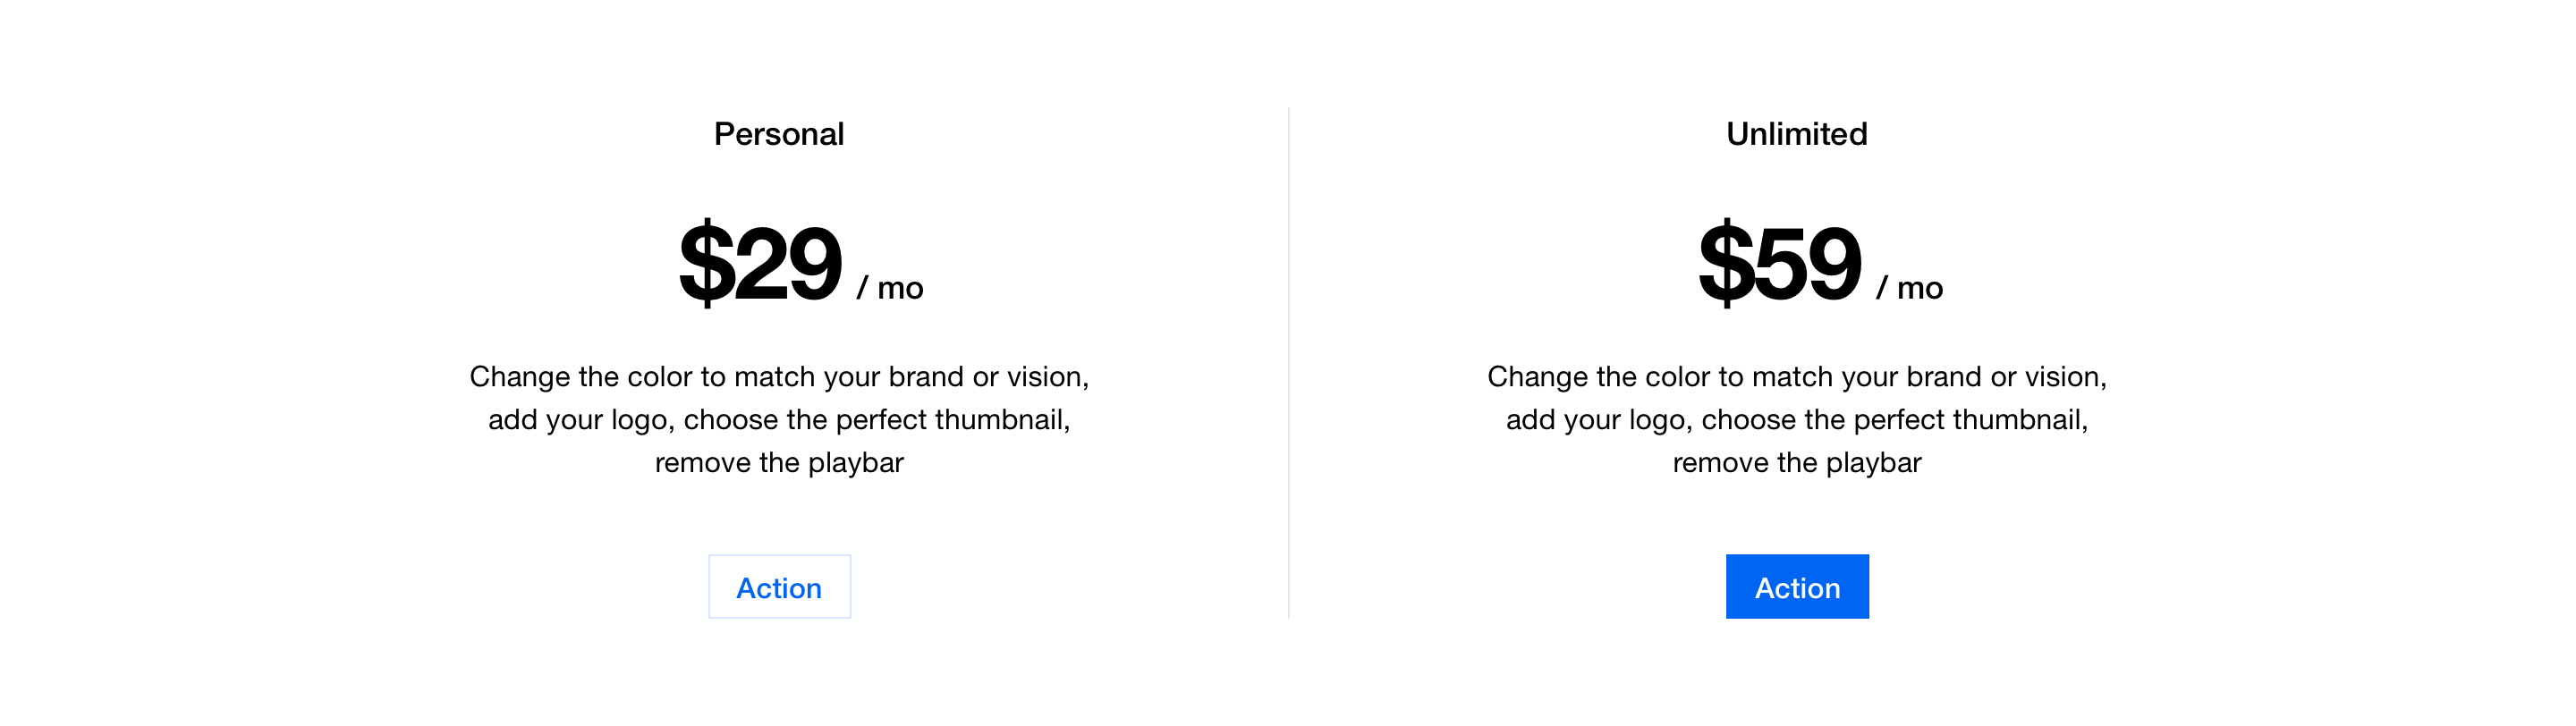 Personal
$29 / mo
Change the color to match your brand or vision,
add your logo, choose the perfect thumbnail,
remove the playbar
Action
Unlimited
$59 / mo
Change the color to match your brand or vision,
add your logo, choose the perfect thumbnail,
remove the playbar
Action